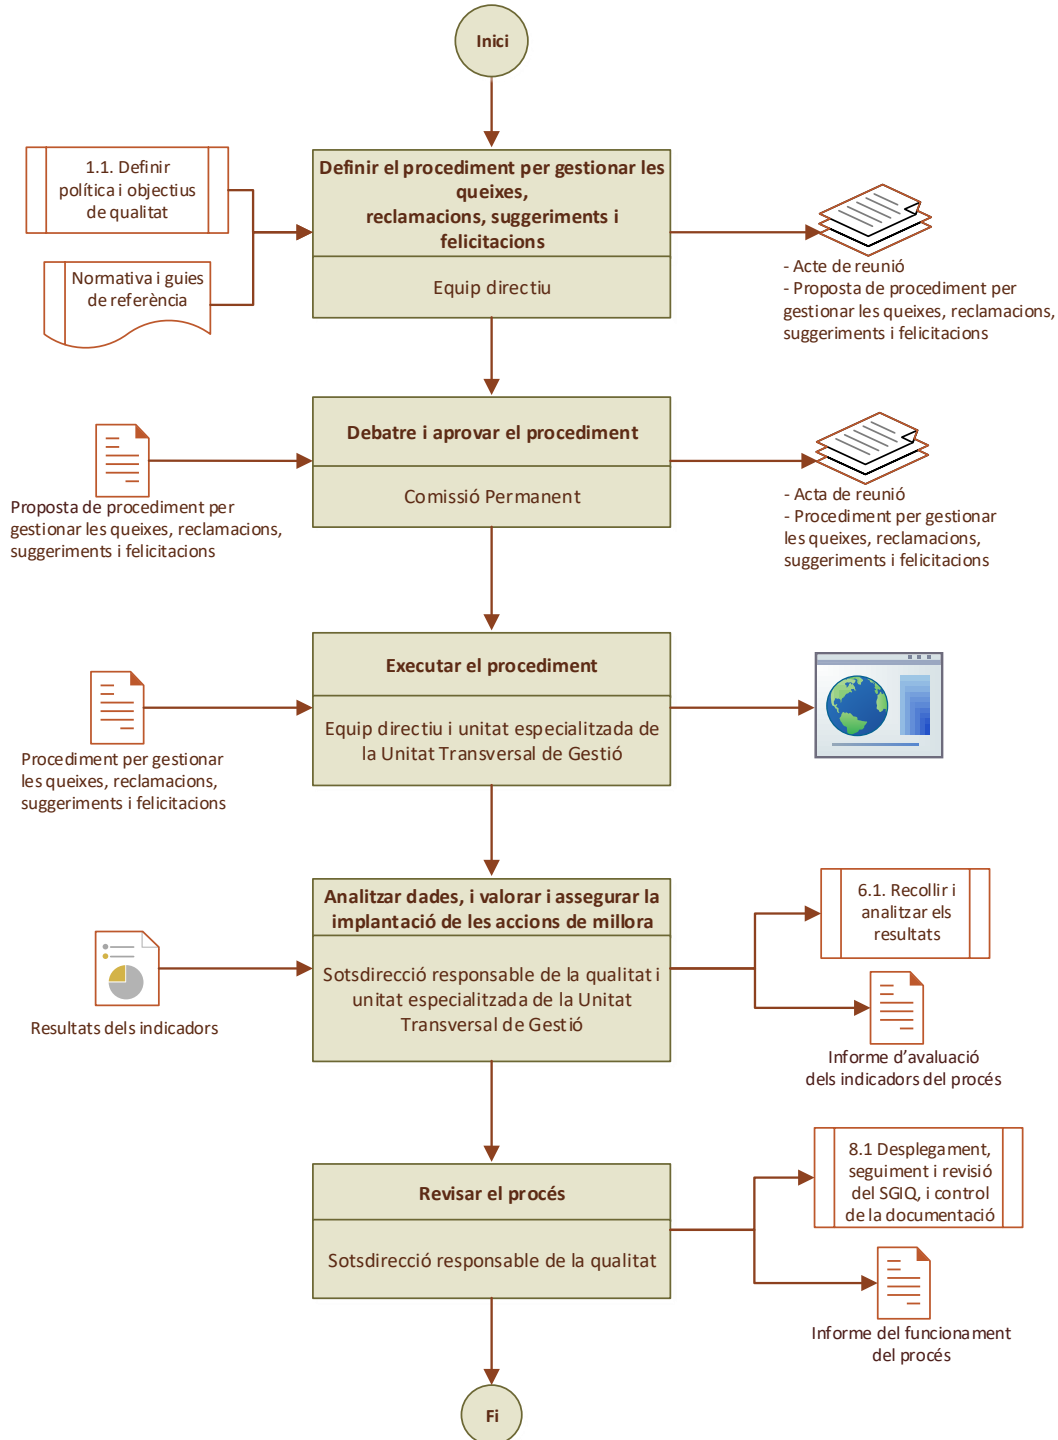 Inici
1.1. Definir
política i objectius
de qualitat
Normativa i guies
de referència
Definir el procediment per gestionar les
queixes,
reclamacions, suggeriments i
felicitacions
Equip directiu
- Acte de reunió
- Proposta de procediment per
gestionar les queixes, reclamacions,
suggeriments i felicitacions
Proposta de procediment per
gestionar les queixes, reclamacions,
suggeriments i felicitacions
Debatre i aprovar el procediment
Comissió Permanent
- Acta de reunió
- Procediment per gestionar
les queixes, reclamacions,
suggeriments i felicitacions
Procediment per gestionar
les queixes, reclamacions,
suggeriments i felicitacions
Executar el procediment
Equip directiu i unitat especialitzada de
la Unitat Transversal de Gestió
Resultats dels indicadors
Analitzar dades, i valorar i assegurar la
implantació de les accions de millora
Sotsdirecció responsable de la qualitat i
unitat especialitzada de la Unitat
Transversal de Gestió
6.1. Recollir i
analitzar els
resultats
Informe d’avaluació
dels indicadors del procés
Revisar el procés
Sotsdirecció responsable de la qualitat
8.1 Desplegament,
seguiment i revisió
del SGIQ, i control
de la documentació
Informe del funcionament
del procés
Fi